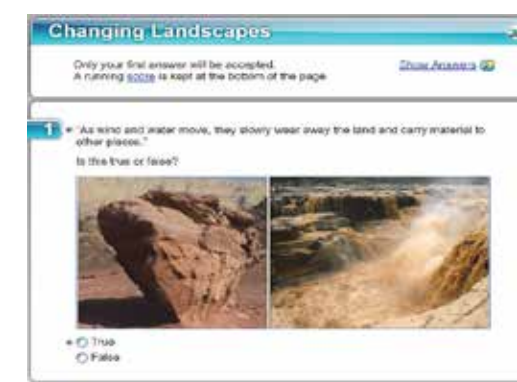 Changing Landscapes
Only your first answer will be accepted.
Show Answers
A running score is kept at the bottom of the page
1
"As wind and water move, they slowly wear away the land and carry material to
other places."
Is this true or false?
True
False